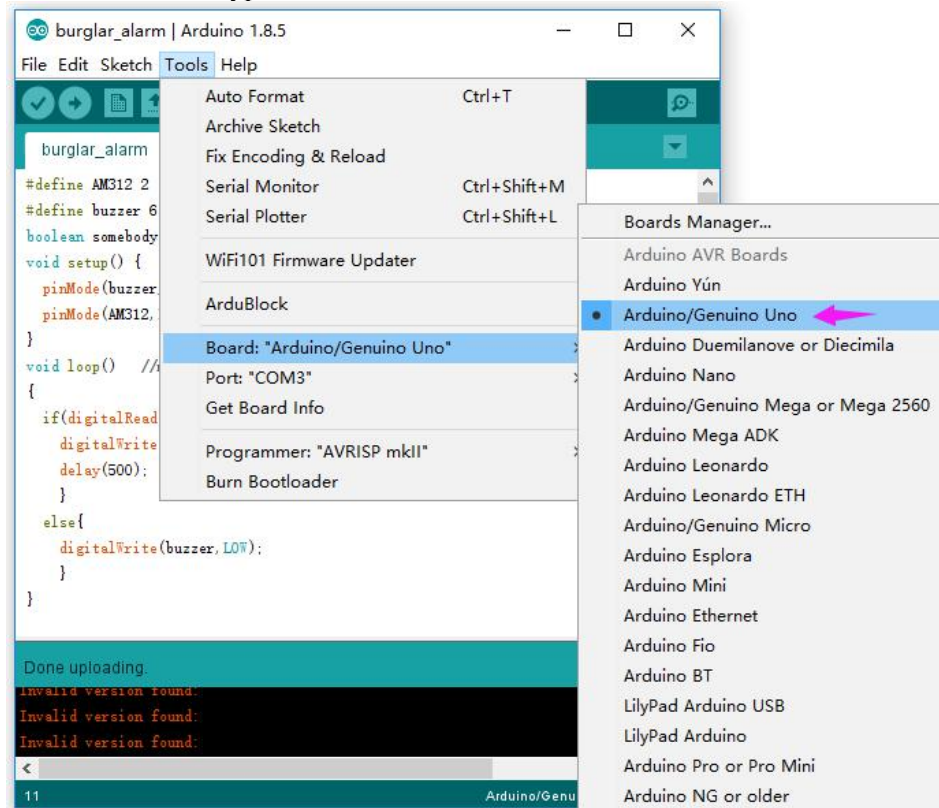 burglar_alarm | Arduino 1.8.5
File Edit Sketch Tools Help
burglar_alarm
#define AM312 2
#define buzzer 6
boolean somebody
void setup() {
pinMode(buzzer,
pinMode(AM312,
}
void loop() //
{
if(digitalRead
digitalWrite
delay(500);
}
else{
digitalWrite(buzzer,LOW);
}
}
Done uploading.
Invalid version found:
Invalid version found:
Invalid version found:
11 Arduino/Genu
Auto Format Ctrl+T
Archive Sketch
Fix Encoding & Reload
Serial Monitor Ctrl+Shift+M
Serial Plotter Ctrl+Shift+L
WiFi101 Firmware Updater
ArduBlock
Board: "Arduino/Genuino Uno"
Port: "COM3"
Get Board Info
Programmer: "AVRISP mkII"
Burn Bootloader
Boards Manager...
Arduino AVR Boards
Arduino Yún
Arduino/Genuino Uno
Arduino Duemilanove or Diecimila
Arduino Nano
Arduino/Genuino Mega or Mega 2560
Arduino Mega ADK
Arduino Leonardo
Arduino Leonardo ETH
Arduino/Genuino Micro
Arduino Esplora
Arduino Mini
Arduino Ethernet
Arduino Fio
Arduino BT
LilyPad Arduino USB
LilyPad Arduino
Arduino Pro or Pro Mini
Arduino NG or older